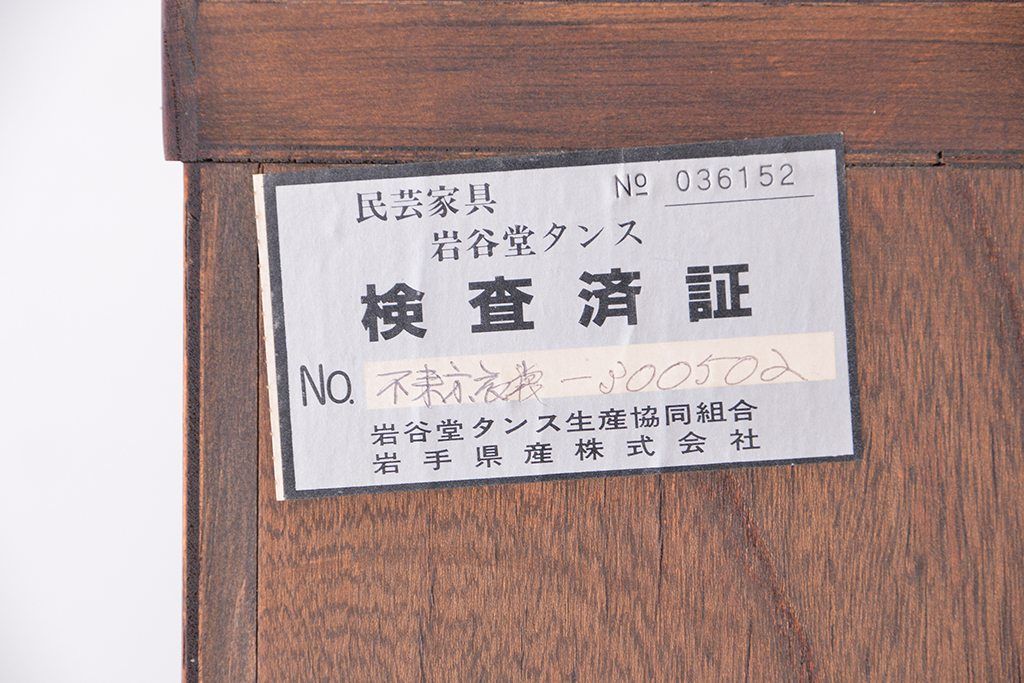 民芸家具 № 036152
岩谷堂タンス
検査済証
No. 不来方衣裳-S00502
岩谷堂タンス生産協同組合
岩手県産株式会社